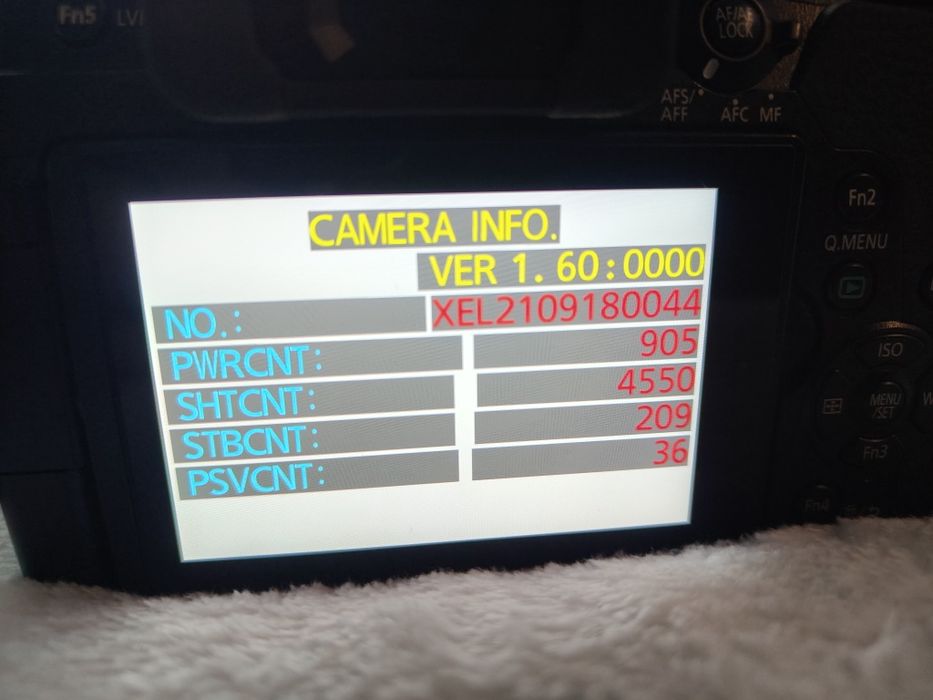 Fn5 LVF
AF/AE
LOCK
AFS/
AFF AFC MF
Fn2
Q.MENU
CAMERA INFO.
VER 1.60:0000
NO.: XEL2109180044
PWRCNT: 905
SHTCNT: 4550
STBCNT: 209
PSVCNT: 36
ISO
MENU
/SET
Fn3
Fn4